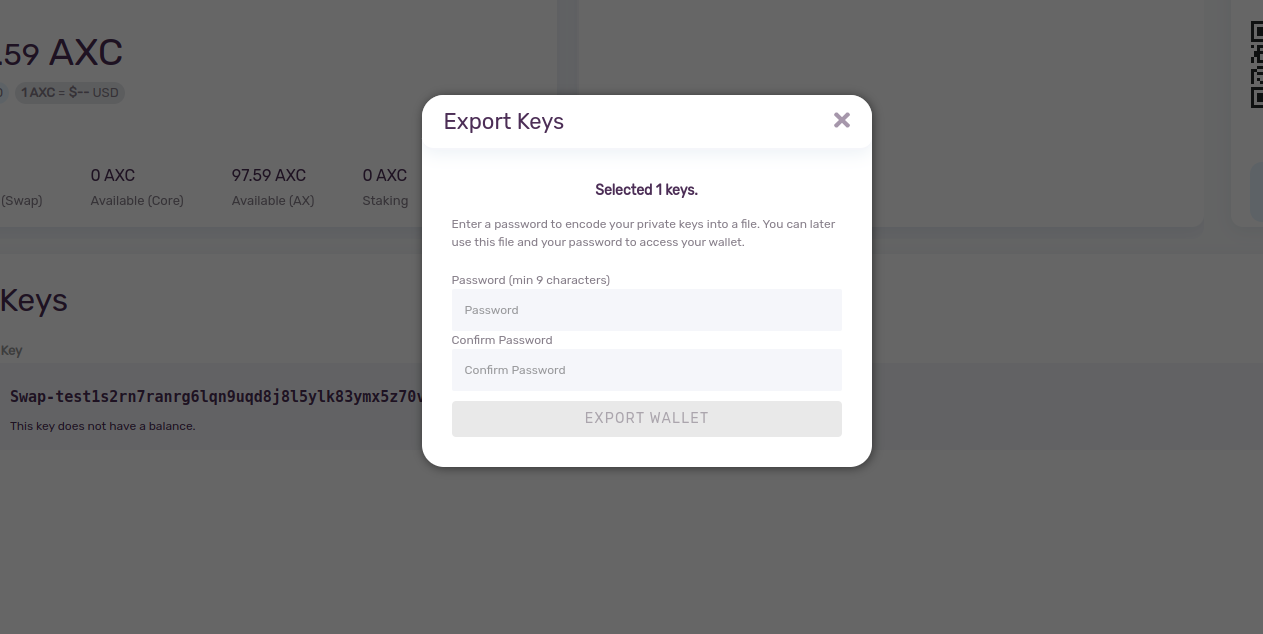 .59 AXC
1 AXC = $-- USD
0 AXC
97.59 AXC
0 AXC
(Swap)
Available (Core)
Available (AX)
Staking
Keys
Key
Swap-test1s2rn7ranrg6lqn9uqd8j8l5ylk83ymx5z70v
This key does not have a balance.
Export Keys
Selected 1 keys.
Enter a password to encode your private keys into a file. You can later
use this file and your password to access your wallet.
Password (min 9 characters)
Password
Confirm Password
Confirm Password
EXPORT WALLET